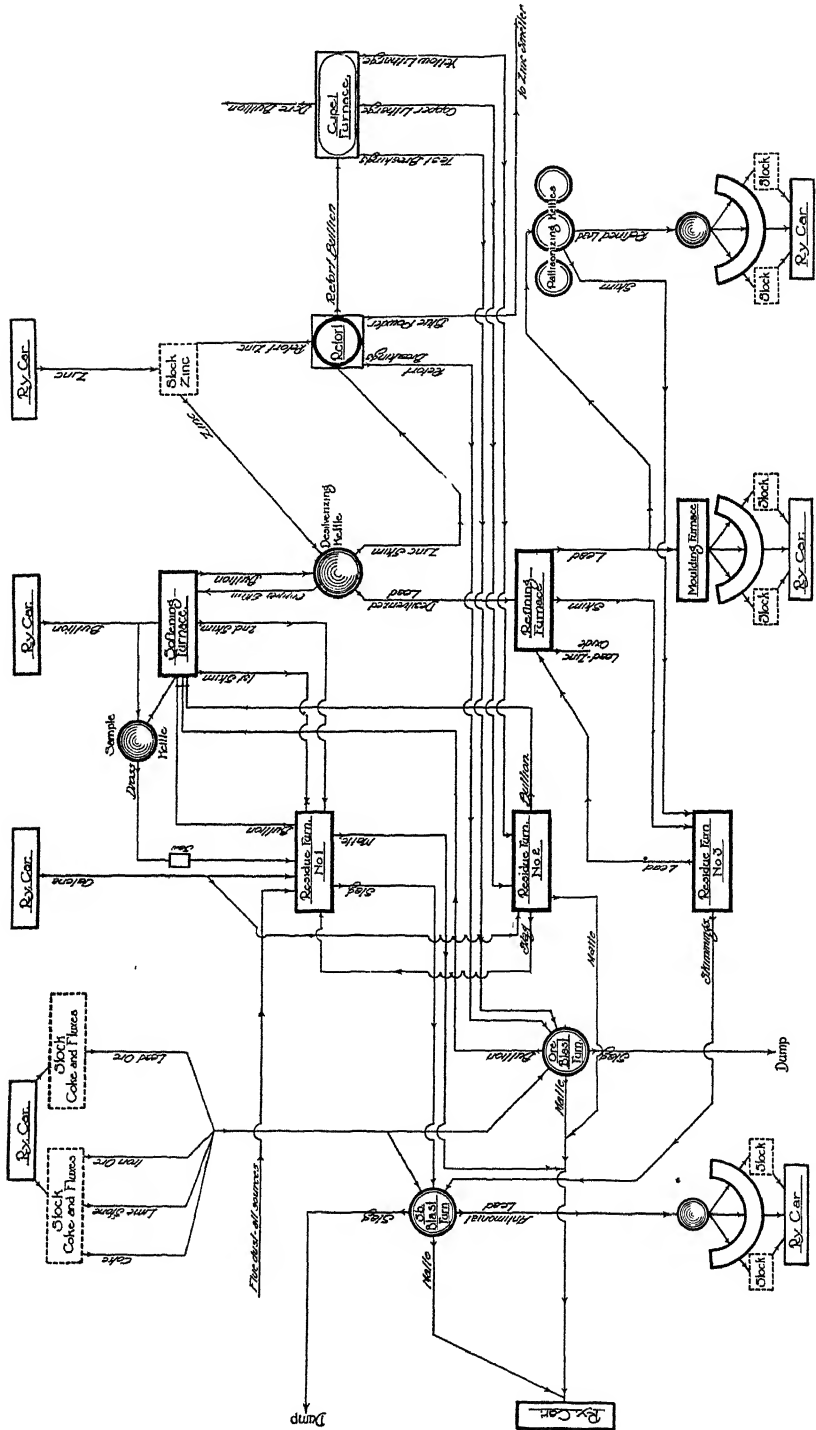 Ry. Car
Ry. Car
Ry. Car
Ry. Car
Stock
Coke and Fluxes
Stock
Coke and Fluxes
Coke
Lime Stone
Iron Ore
Lead Ore
Galena
Bullion
Zinc
Sample
Kettle
Dross
Softening
Furnace
1st Skim
2nd Skim
Bullion
Stock
Zinc
Zinc
Retort Zinc
Desilverizing
Kettle
Zinc Skim
Desilverized
Lead
Retort
Retort
Breakings
Blue Powder
Retort Bullion
Cupel
Furnace
Dore Bullion
Test Breakings
Copper Litharge
Yellow Litharge
To Zinc Smelter
Flue dust-all sources
Residue Furn.
No 1
Bullion
Matte
Slag
Residue Furn.
No 2
Bullion
Slag
Matte
Residue Furn
No 3
Lead
Skimmings
Refining
Furnace
Lead-Zinc
Oxide
Skim
Lead
Kettles
Refined Lead
Skim
Moulding Furnace
Sb
Blast
Furn
Slag
Matte
Antimonial
Lead
Ore
Blast
Furn
Bullion
Slag
Matte
Dump
Dump
Ry. Car.
Stock
Stock
Ry Car
Stock
Stock
Ry. Car
Stock
Stock
Ry Car